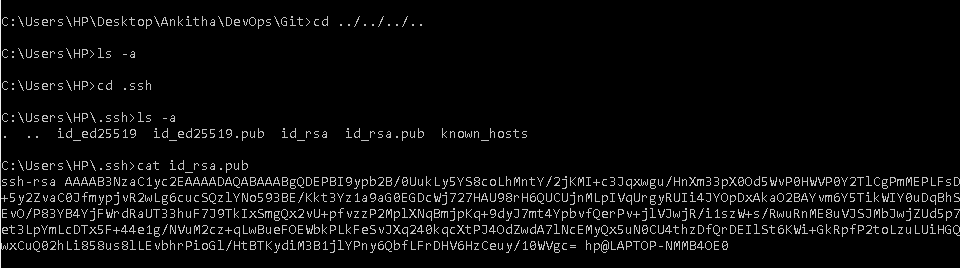 C:\Users\HP\Desktop\Ankitha\DevOps\Git>cd ../../../..
C:\Users\HP>ls -a
C:\Users\HP>cd .ssh
C:\Users\HP\.ssh>ls -a
.  ..  id_ed25519  id_ed25519.pub  id_rsa  id_rsa.pub  known_hosts
C:\Users\HP\.ssh>cat id_rsa.pub
ssh-rsa AAAAB3NzaC1yc2EAAAADAQABAAABgQDEPBI9ypb2B/0UukLy5YS8coLhMntY/2jKMI+c3Jqxwgu/HnXm33pX0Od5WvP0HWVP0Y2TlCgPmMEPLFsD
+5y2ZvaC0JfmypjvR2wLg6cucSQzlYNo593BE/Kkt3Yz1a9aG0EGDcWj727HAU98rH6QUCUjnMLpIVqUrgyRUIi4JYOpDxAkaO2BAYvm6Y5TikWIY0uDqBhS
EvO/P83YB4YjFWrdRaUT33huF7J9TkIxSmgQx2vU+pfvzzP2MplXNqBmjpKq+9dyJ7mt4YpbvfQerPv+jlVJwjR/i1szW+s/RwuRnME8uVJSJMbJwjZUd5p7
et3LpYmLcDTx5F+44e1g/NVuM2cz+qLwBueFOEWbkPLkFeSvJXq240kqcXtPJ4OdZwdA7lNcEMyQx5uN0CU4thzDfQrDEIlSt6KWi+GkRpfP2toLzuLUiHGQ
wxCuQ02hLi858us8lLEvbhrPioGl/HtBTKydiM3B1jlYPny6QbfLFrDHV6HzCeuy/10WVgc= hp@LAPTOP-NMMB4OE0